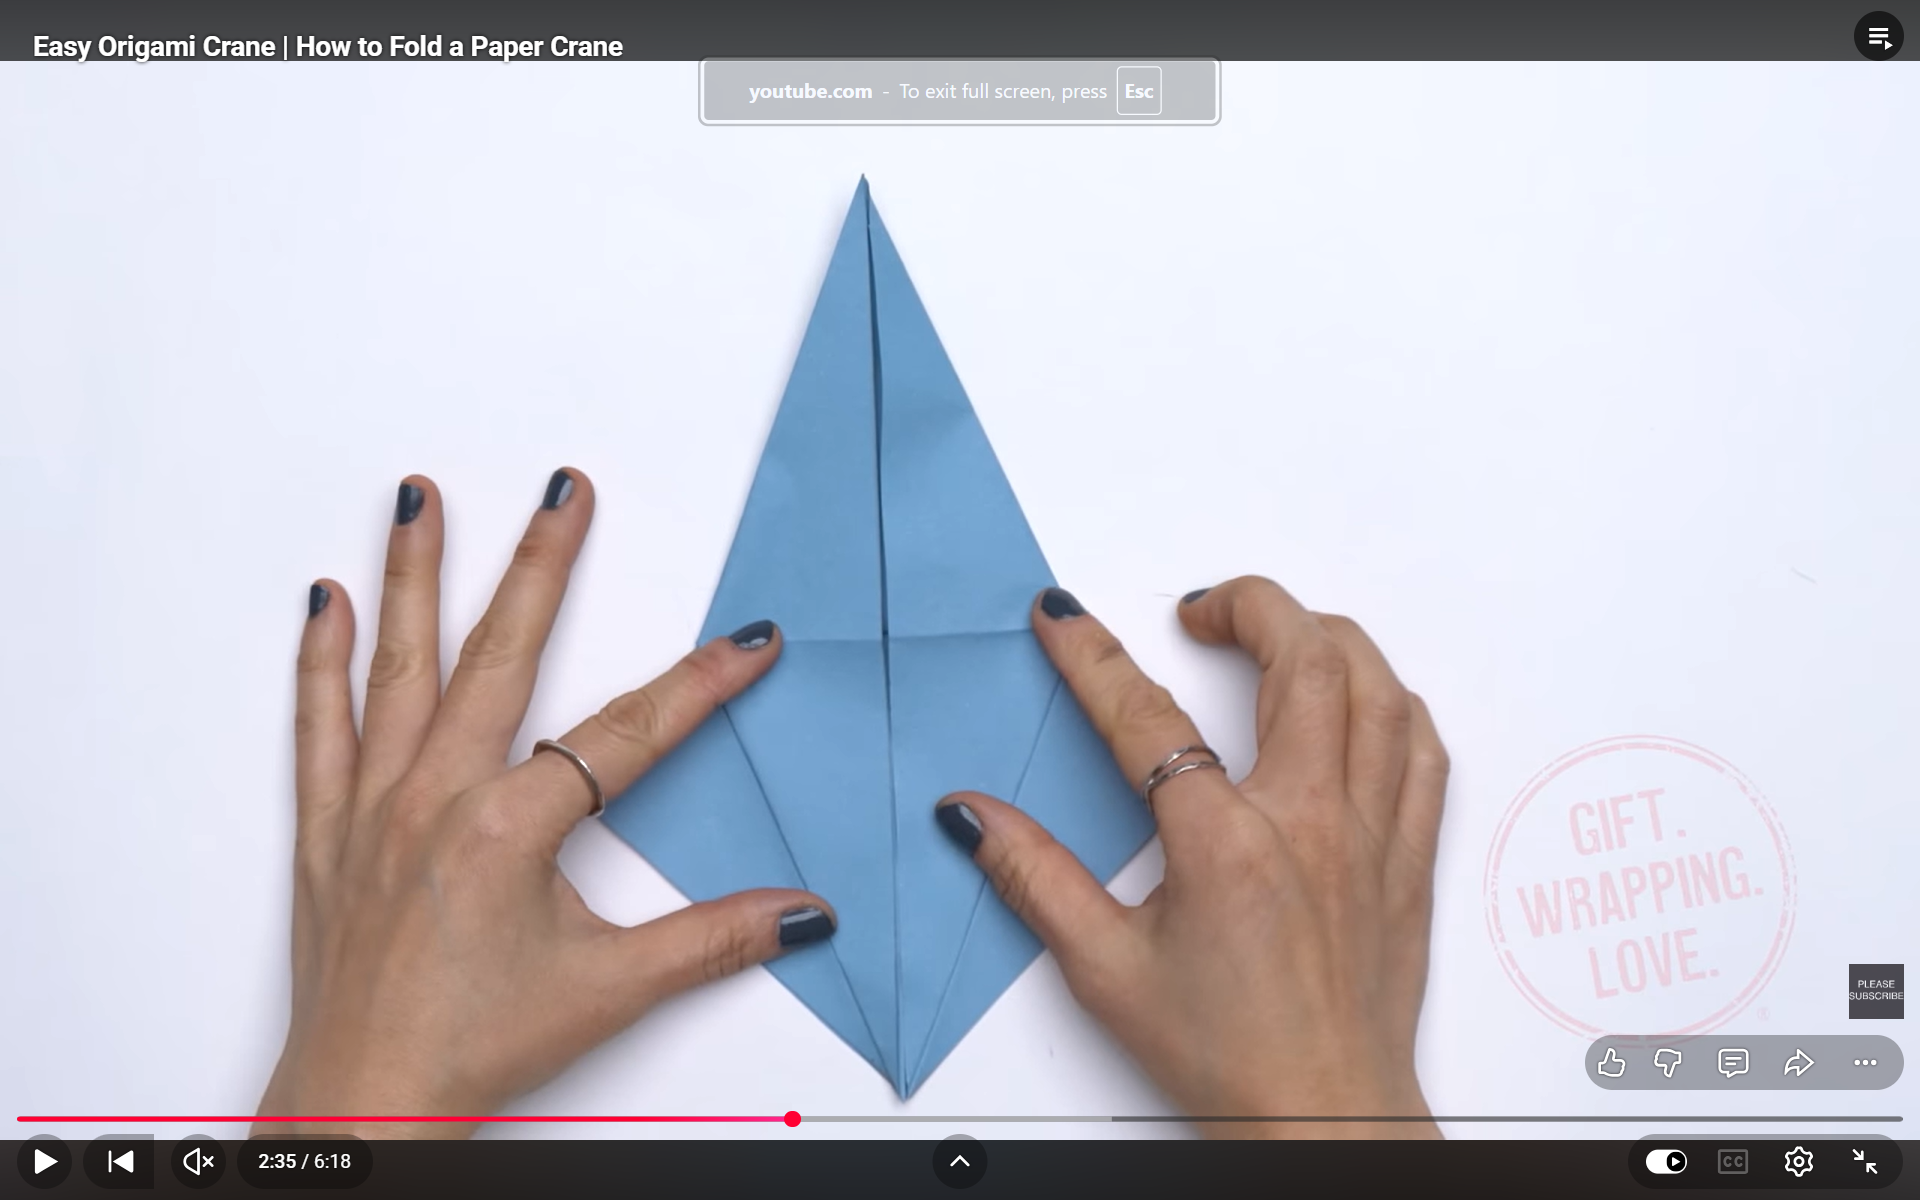 Easy Origami Crane | How to Fold a Paper Crane
youtube.com - To exit full screen, press Esc
GIFT.
WRAPPING.
LOVE.
®
PLEASE
SUBSCRIBE
2:35 / 6:18
CC